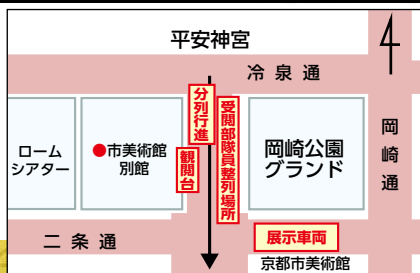 平安神宮
冷泉通
岡崎通
ローム
シアター
●市美術館
別館
分列行進
観閲台
受閲部隊員整列場所
岡崎公園
グランド
二条通
展示車両
京都市美術館